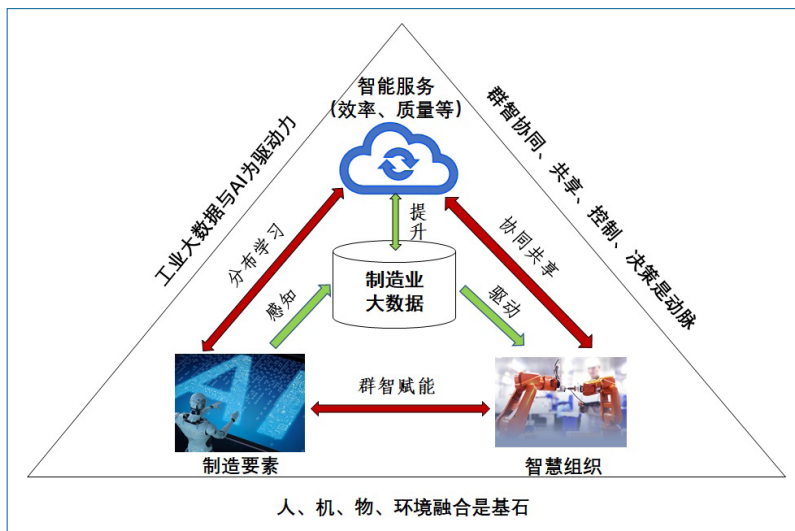 智能服务
(效率、质量等)
工业大数据与AI为驱动力
群智协同、共享、控制、决策是动脉
分布学习
提升
协同共享
感知
制造业
大数据
驱动
AI
群智赋能
制造要素
智慧组织
人、机、物、环境融合是基石